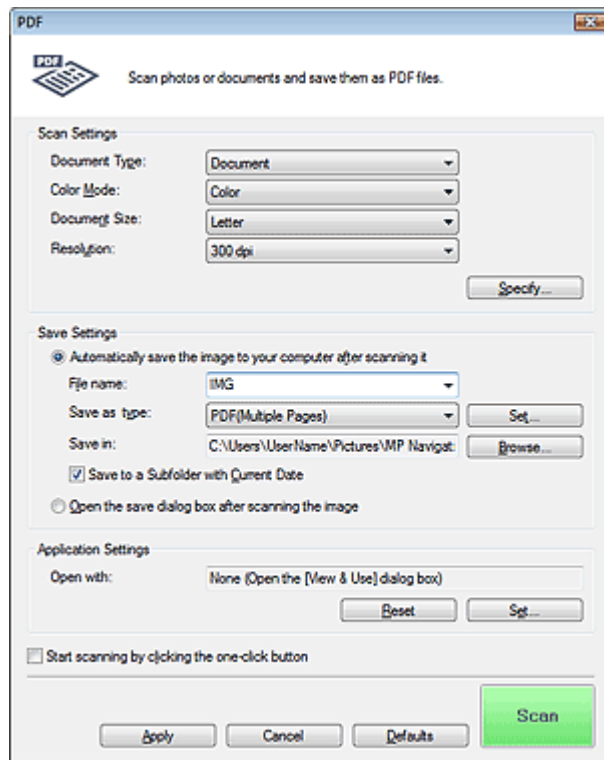 PDF
PDF
Scan photos or documents and save them as PDF files.
Scan Settings
Document Type: Document
Color Mode: Color
Document Size: Letter
Resolution: 300 dpi
Specify...
Save Settings
Automatically save the image to your computer after scanning it
File name: IMG
Save as type: PDF(Multiple Pages) Set...
Save in: C:\Users\UserName\Pictures\MP Navigat Browse...
Save to a Subfolder with Current Date
Open the save dialog box after scanning the image
Application Settings
Open with: None (Open the [View & Use] dialog box)
Reset Set...
Start scanning by clicking the one-click button
Scan
Apply Cancel Defaults